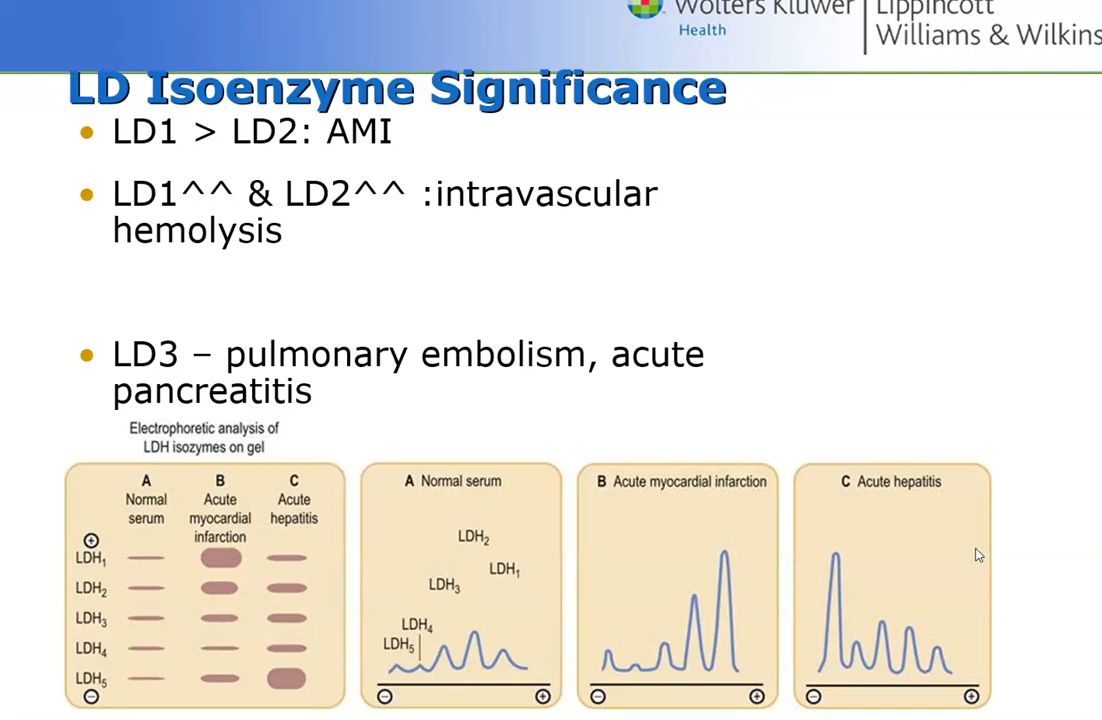 Wolters Kluwer
Health
Lippincott
Williams & Wilkins
LD Isoenzyme Significance
• LD1 > LD2: AMI
• LD1^^ & LD2^^ :intravascular
hemolysis
• LD3 – pulmonary embolism, acute
pancreatitis
Electrophoretic analysis of
LDH isozymes on gel
A
Normal
serum
B
Acute
myocardial
infarction
C
Acute
hepatitis
+
LDH₁
LDH₂
LDH₃
LDH₄
LDH₅
−
A Normal serum
LDH₂
LDH₁
LDH₃
LDH₄
LDH₅
− +
B Acute myocardial infarction
− +
C Acute hepatitis
− +